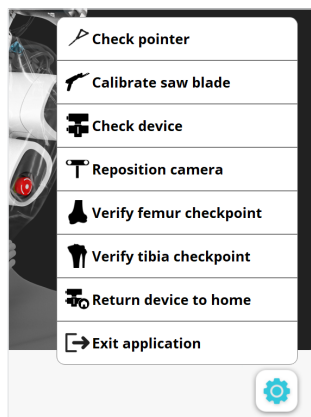 Check pointer
Calibrate saw blade
Check device
Reposition camera
Verify femur checkpoint
Verify tibia checkpoint
Return device to home
Exit application